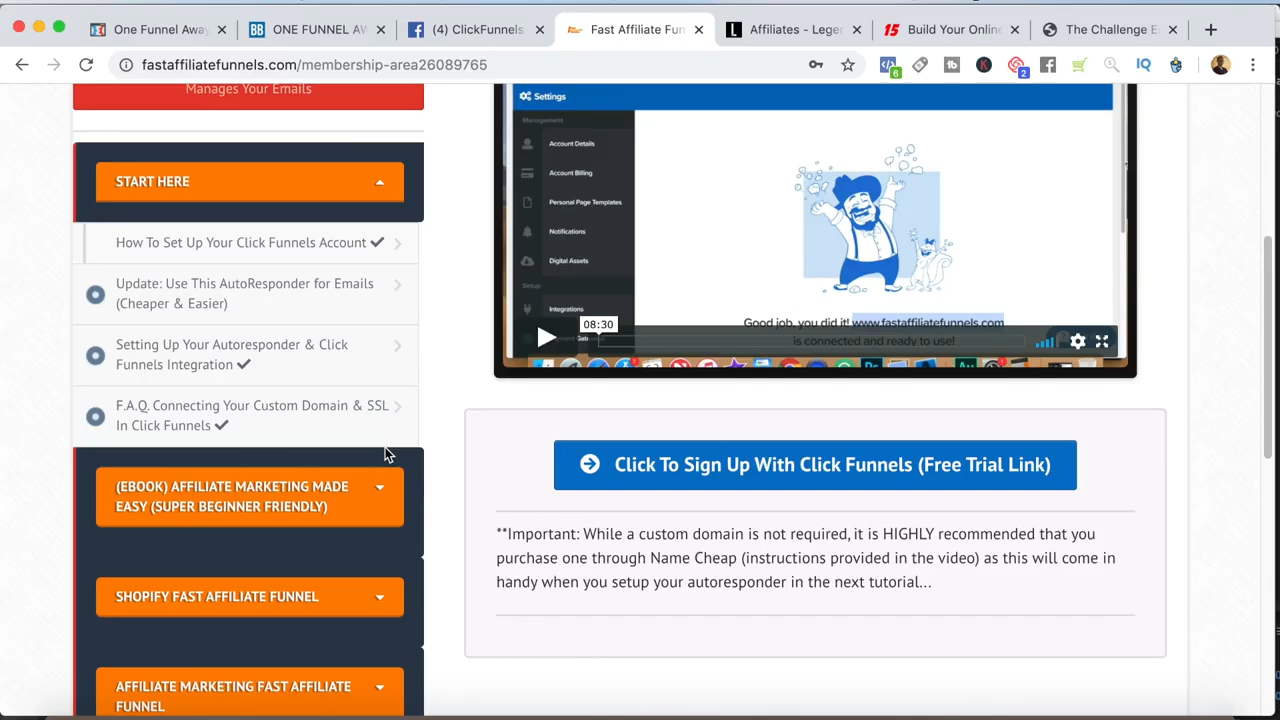 One Funnel Away
ONE FUNNEL AW
(4) ClickFunnels
Fast Affiliate Fun
Affiliates - Leger
Build Your Online
The Challenge E
fastaffiliatefunnels.com/membership-area26089765
6
2
Manages Your Emails
START HERE
How To Set Up Your Click Funnels Account
Update: Use This AutoResponder for Emails
(Cheaper & Easier)
Setting Up Your Autoresponder & Click
Funnels Integration
F.A.Q. Connecting Your Custom Domain & SSL
In Click Funnels
(EBOOK) AFFILIATE MARKETING MADE
EASY (SUPER BEGINNER FRIENDLY)
SHOPIFY FAST AFFILIATE FUNNEL
AFFILIATE MARKETING FAST AFFILIATE
FUNNEL
Settings
Management
Account Details
Account Billing
Personal Page Templates
Notifications
Digital Assets
Setup
Integrations
08:30
Good job, you did it! www.fastaffiliatefunnels.com
is connected and ready to use!
Click To Sign Up With Click Funnels (Free Trial Link)
**Important: While a custom domain is not required, it is HIGHLY recommended that you
purchase one through Name Cheap (instructions provided in the video) as this will come in
handy when you setup your autoresponder in the next tutorial...